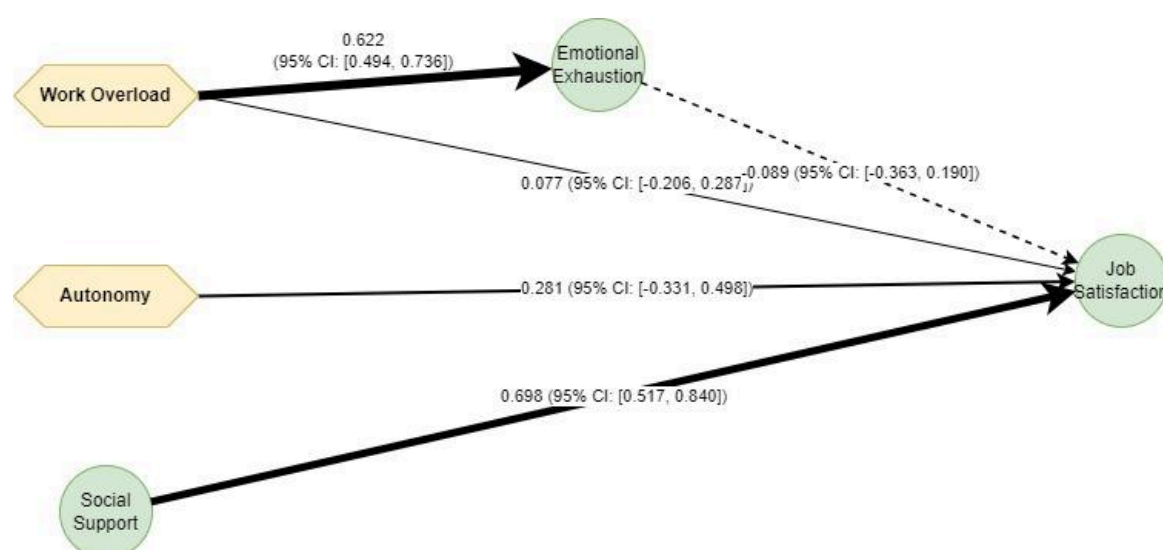 0.622
(95% CI: [0.494, 0.736])
Emotional
Exhaustion
Work Overload
0.077 (95% CI: [-0.206, 0.287])
-0.089 (95% CI: [-0.363, 0.190])
Autonomy
0.281 (95% CI: [-0.331, 0.498])
Job
Satisfaction
0.698 (95% CI: [0.517, 0.840])
Social
Support